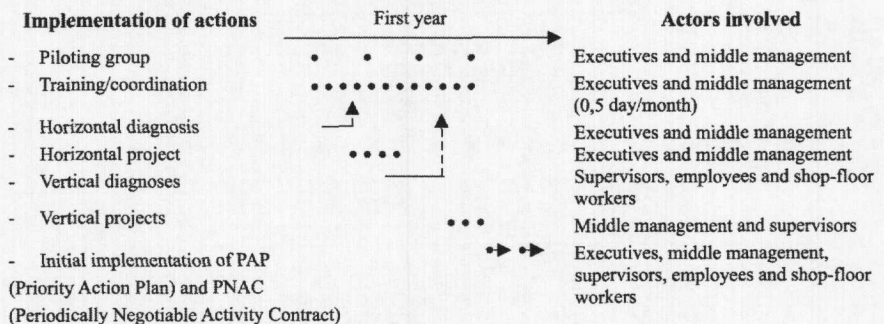 Implementation of actions First year Actors involved
- Piloting group Executives and middle management
- Training/coordination Executives and middle management
(0,5 day/month)
- Horizontal diagnosis Executives and middle management
- Horizontal project Executives and middle management
- Vertical diagnoses Supervisors, employees and shop-floor
workers
- Vertical projects Middle management and supervisors
- Initial implementation of PAP Executives, middle management,
(Priority Action Plan) and PNAC supervisors, employees and shop-floor
(Periodically Negotiable Activity Contract) workers